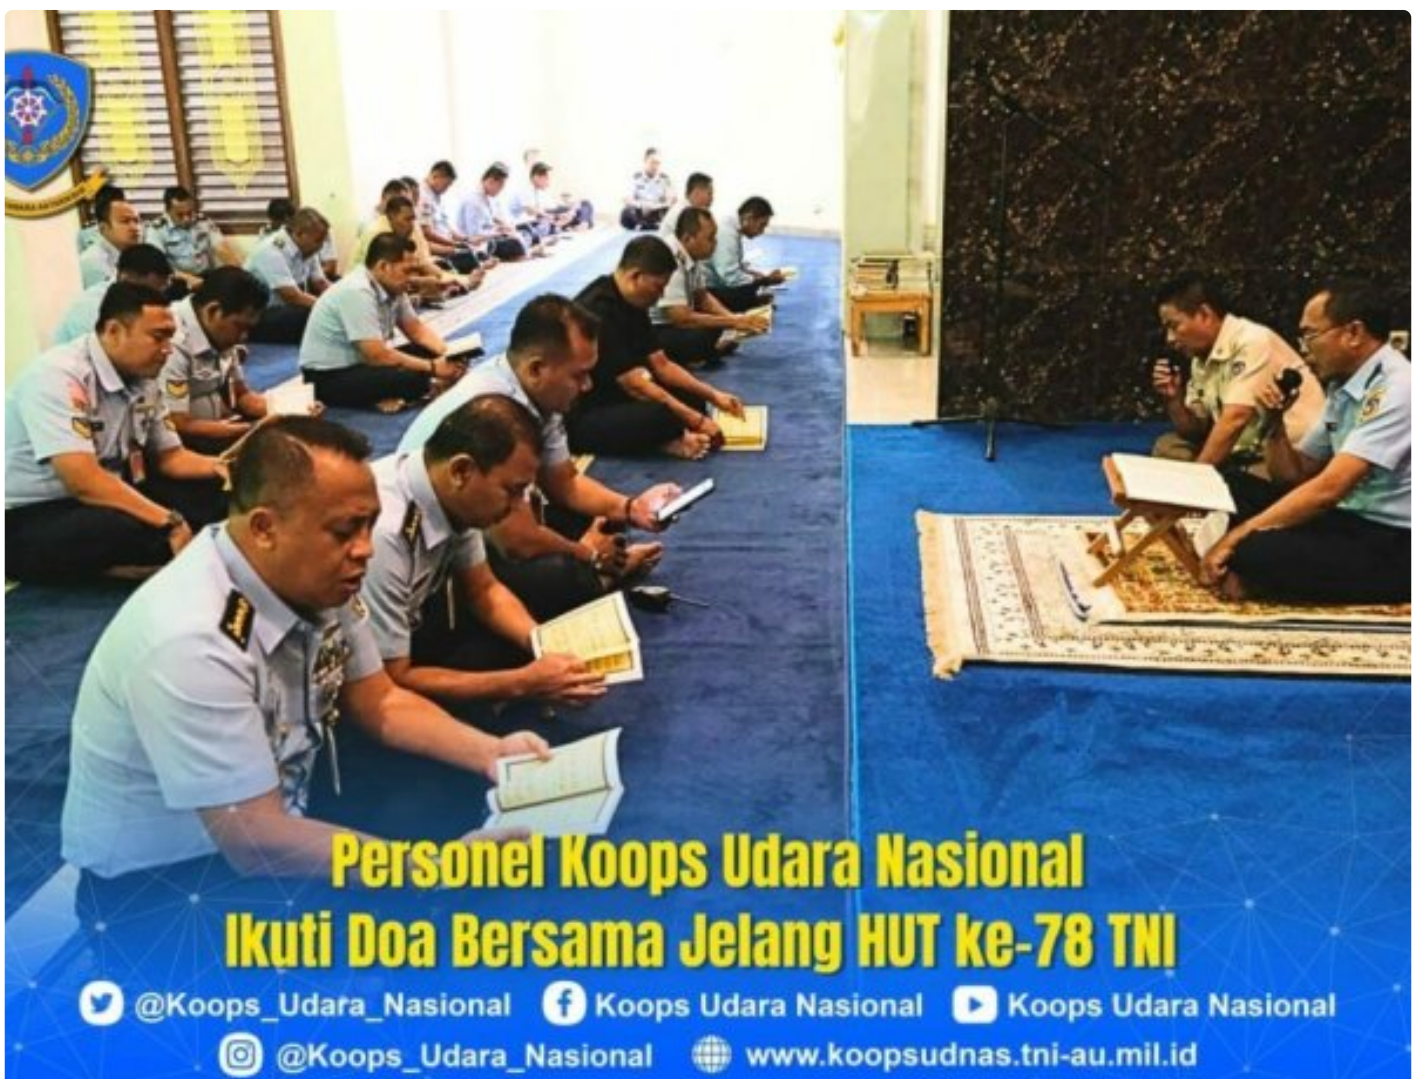 Personel Koops Udara Nasional
Ikuti Doa Bersama Jelang HUT ke-78 TNI
@Koops_Udara_Nasional Koops Udara Nasional Koops Udara Nasional
@Koops_Udara_Nasional www.koopsudnas.tni-au.mil.id